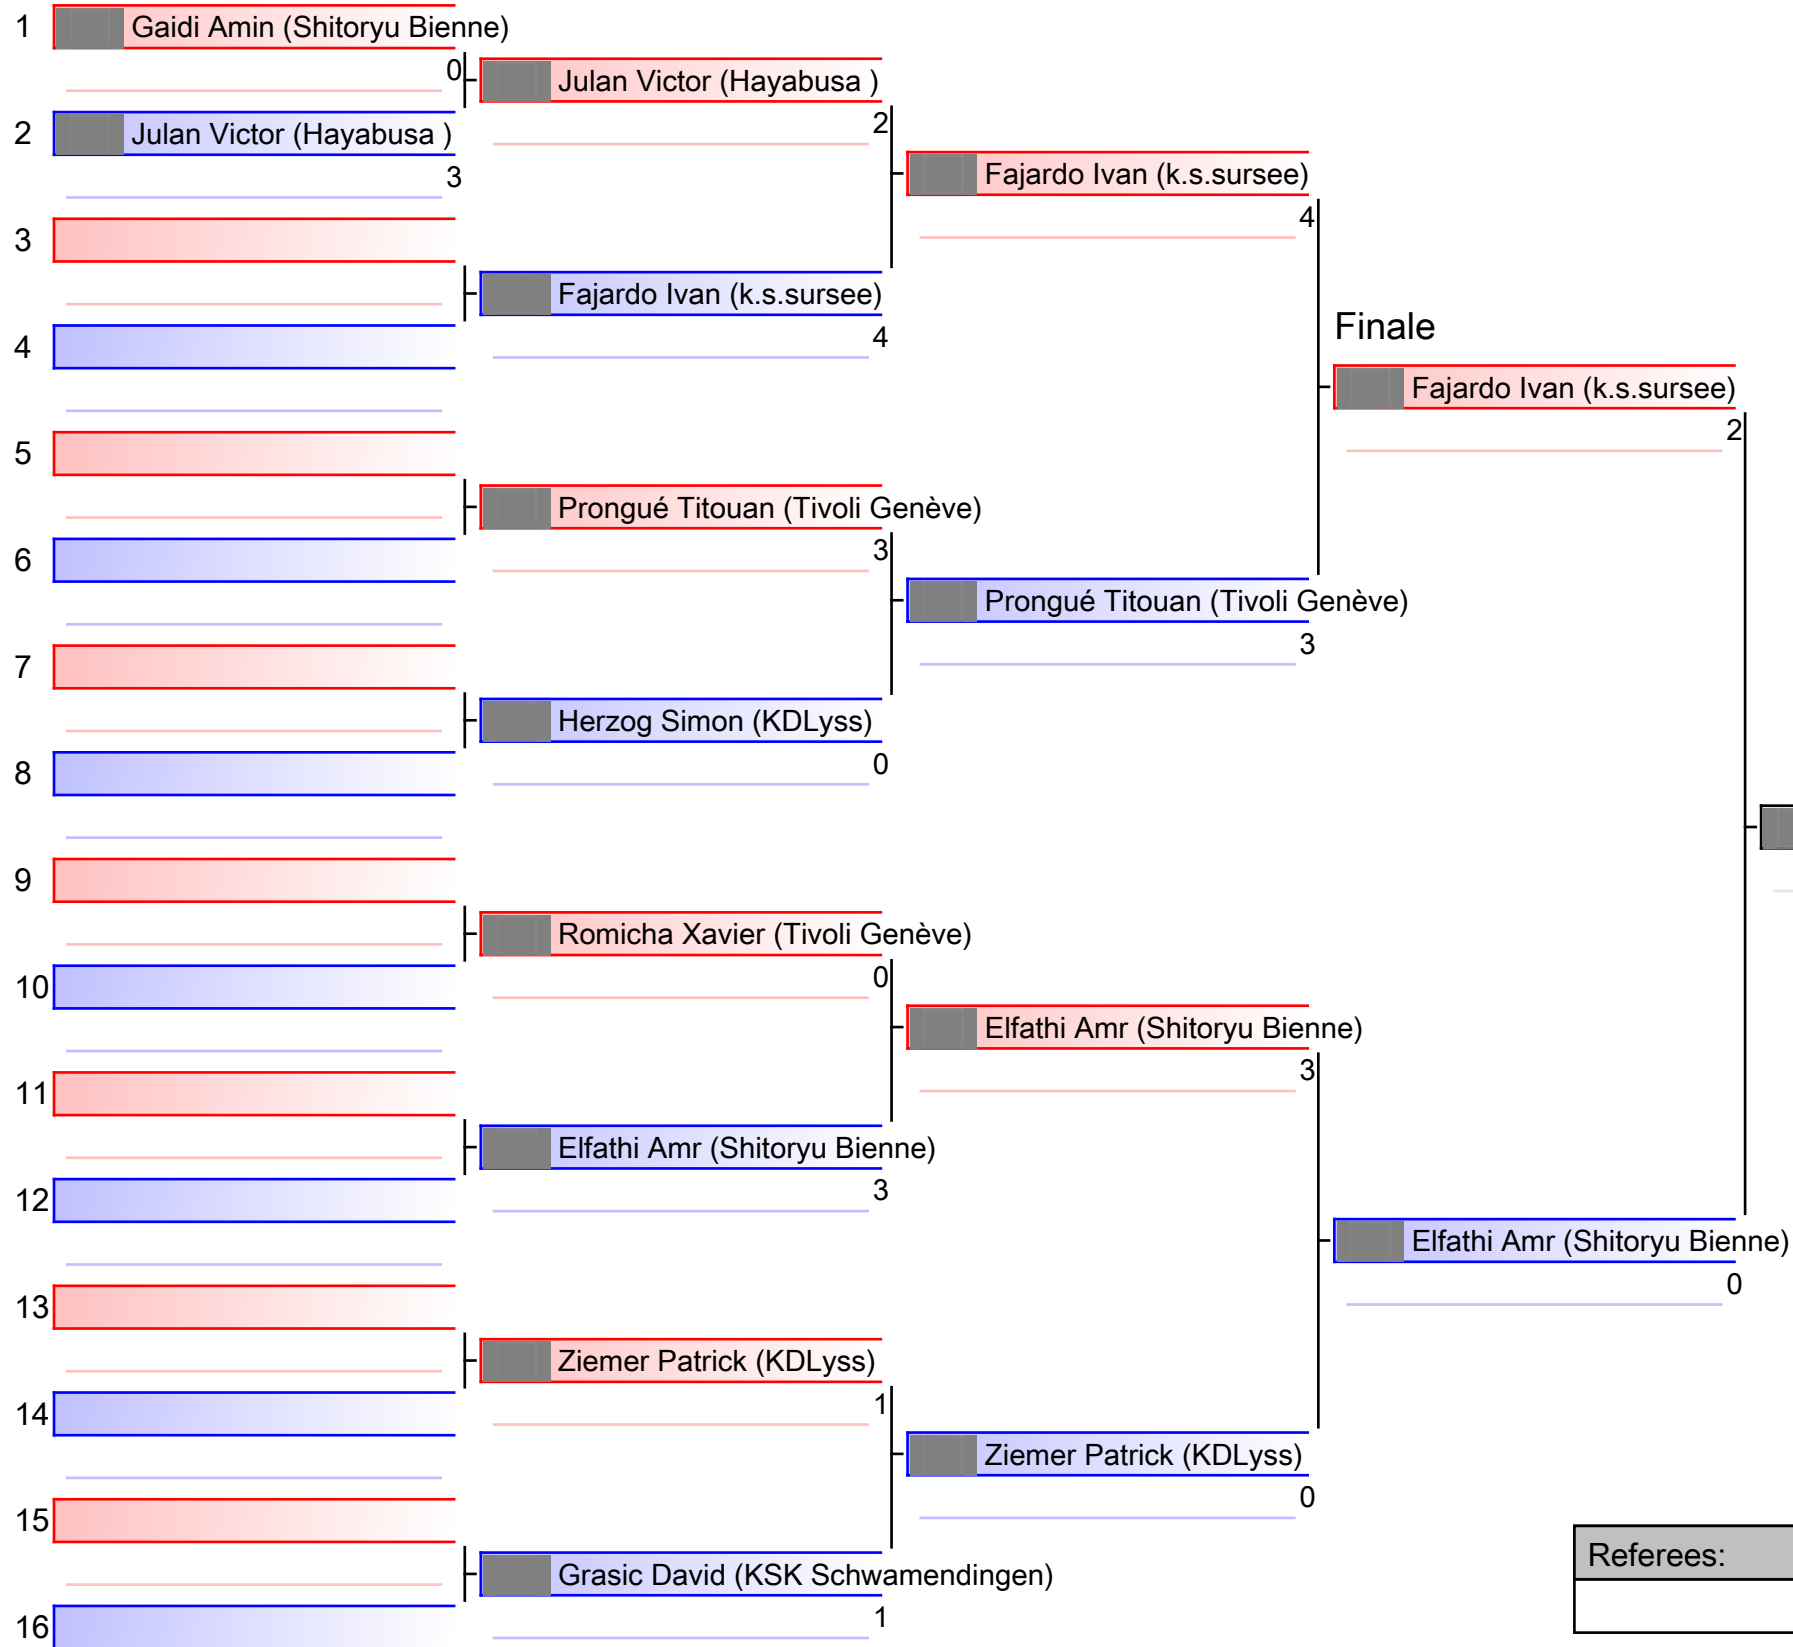 1 Gaidi Amin (Shitoryu Bienne)
0
Julan Victor (Hayabusa )
2 Julan Victor (Hayabusa )
2
Fajardo Ivan (k.s.sursee)
3
4
3
Fajardo Ivan (k.s.sursee)
4
4
Finale
Fajardo Ivan (k.s.sursee)
2
5
Prongué Titouan (Tivoli Genève)
3
6
Prongué Titouan (Tivoli Genève)
3
7
Herzog Simon (KDLyss)
0
8
9
Romicha Xavier (Tivoli Genève)
0
10
Elfathi Amr (Shitoryu Bienne)
3
11
Elfathi Amr (Shitoryu Bienne)
3
12
Elfathi Amr (Shitoryu Bienne)
0
13
Ziemer Patrick (KDLyss)
1
14
Ziemer Patrick (KDLyss)
0
15
Grasic David (KSK Schwamendingen)
1
16
Referees: